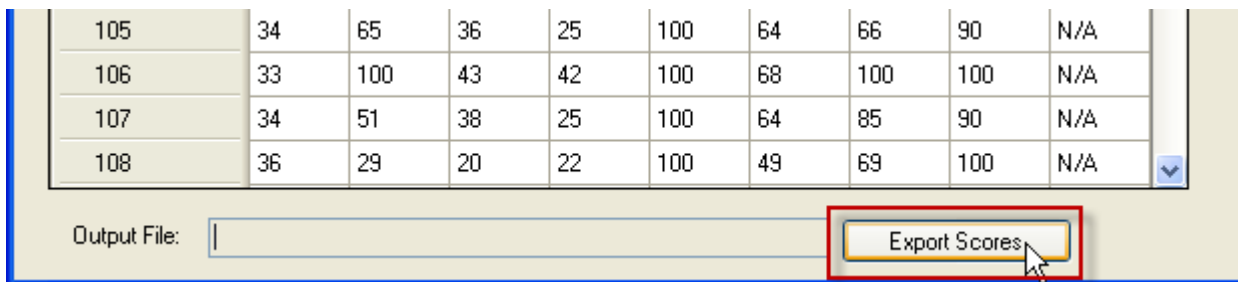 105 34 65 36 25 100 64 66 90 N/A
106 33 100 43 42 100 68 100 100 N/A
107 34 51 38 25 100 64 85 90 N/A
108 36 29 20 22 100 49 69 100 N/A
Output File: Export Scores